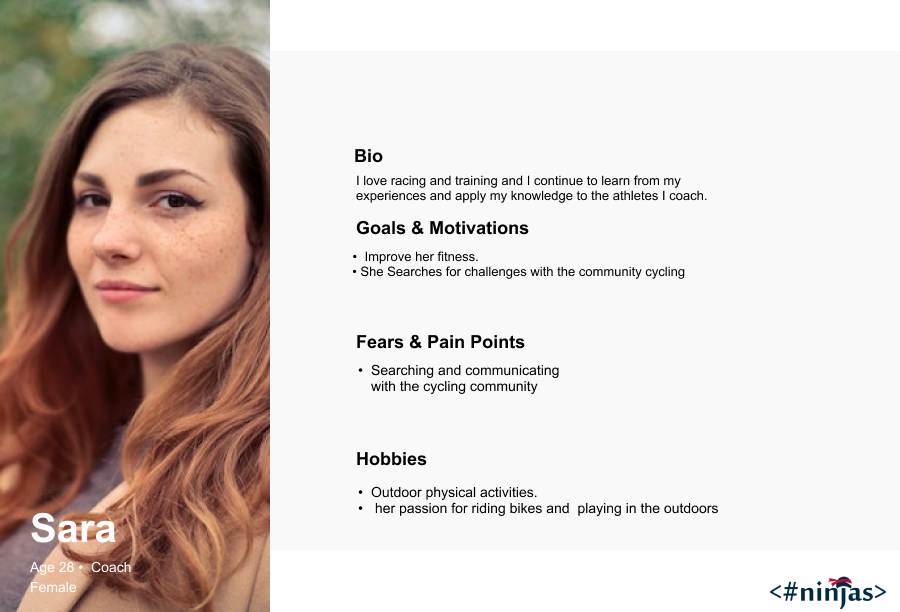 Bio
I love racing and training and I continue to learn from my
experiences and apply my knowledge to the athletes I coach.
Goals & Motivations
• Improve her fitness.
• She Searches for challenges with the community cycling
Fears & Pain Points
• Searching and communicating
with the cycling community
Hobbies
• Outdoor physical activities.
• her passion for riding bikes and  playing in the outdoors
Sara
Age 28 •  Coach
Female
<#ninjas>